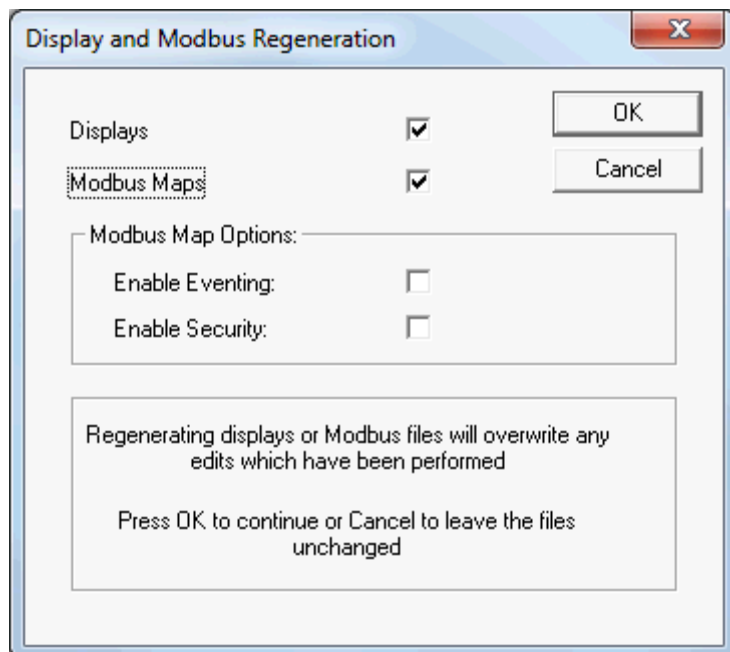 Display and Modbus Regeneration
Displays
OK
Modbus Maps
Cancel
Modbus Map Options:
Enable Eventing:
Enable Security:
Regenerating displays or Modbus files will overwrite any
edits which have been performed
Press OK to continue or Cancel to leave the files
unchanged